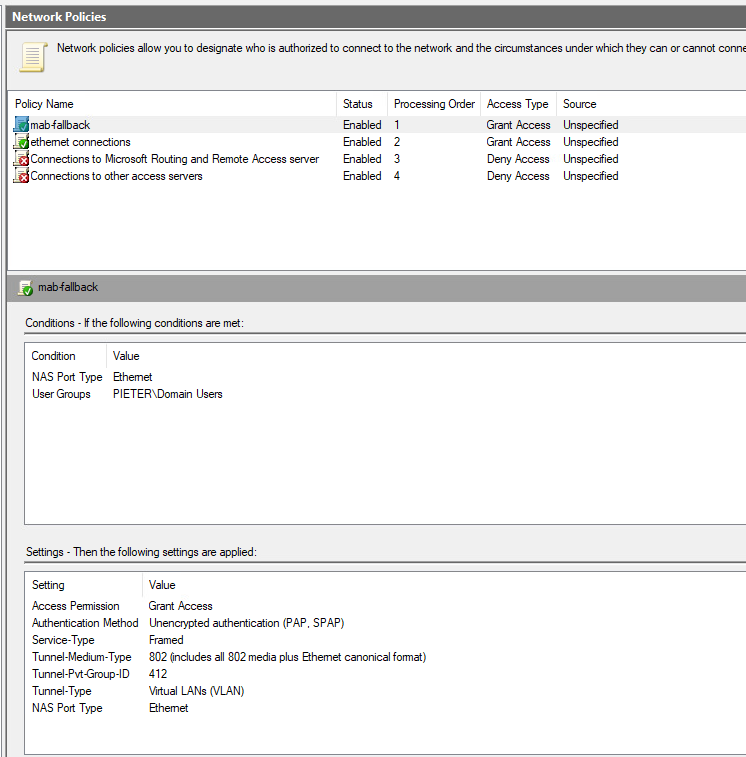 Network Policies
Network policies allow you to designate who is authorized to connect to the network and the circumstances under which they can or cannot conne
Policy Name Status Processing Order Access Type Source
mab-fallback Enabled 1 Grant Access Unspecified
ethernet connections Enabled 2 Grant Access Unspecified
Connections to Microsoft Routing and Remote Access server Enabled 3 Deny Access Unspecified
Connections to other access servers Enabled 4 Deny Access Unspecified
mab-fallback
Conditions - If the following conditions are met:
Condition Value
NAS Port Type Ethernet
User Groups PIETER\Domain Users
Settings - Then the following settings are applied:
Setting Value
Access Permission Grant Access
Authentication Method Unencrypted authentication (PAP, SPAP)
Service-Type Framed
Tunnel-Medium-Type 802 (includes all 802 media plus Ethernet canonical format)
Tunnel-Pvt-Group-ID 412
Tunnel-Type Virtual LANs (VLAN)
NAS Port Type Ethernet